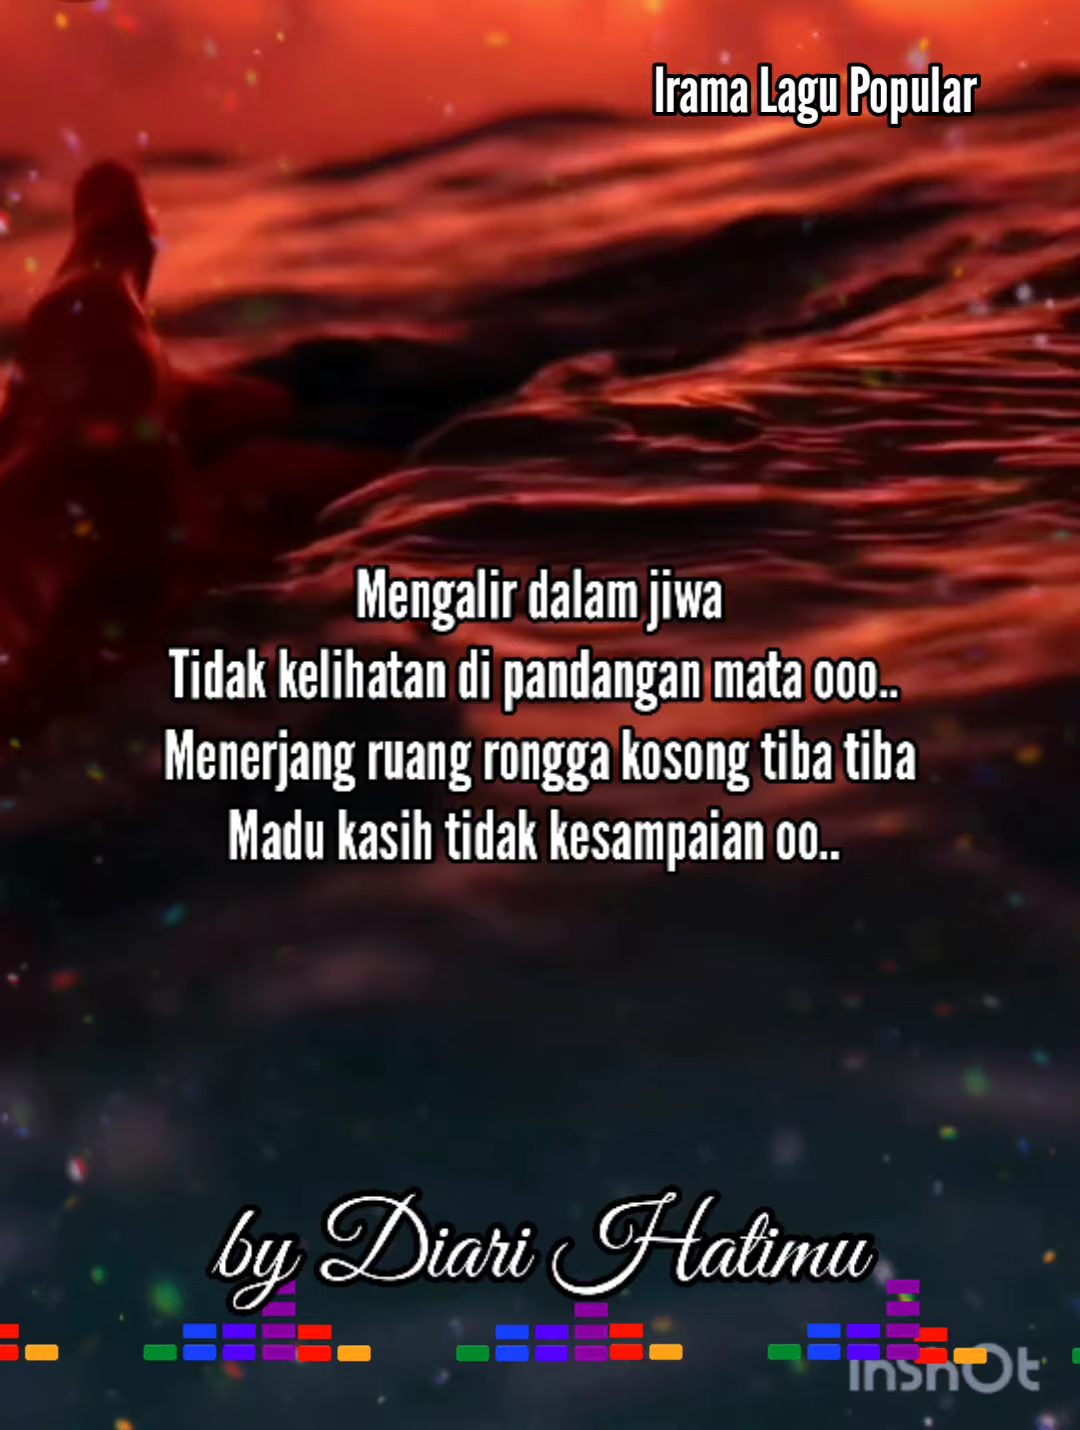 Irama Lagu Popular
Mengalir dalam jiwa
Tidak kelihatan di pandangan mata ooo..
Menerjang ruang rongga kosong tiba tiba
Madu kasih tidak kesampaian oo..
by Diari Hatimu
InShOt